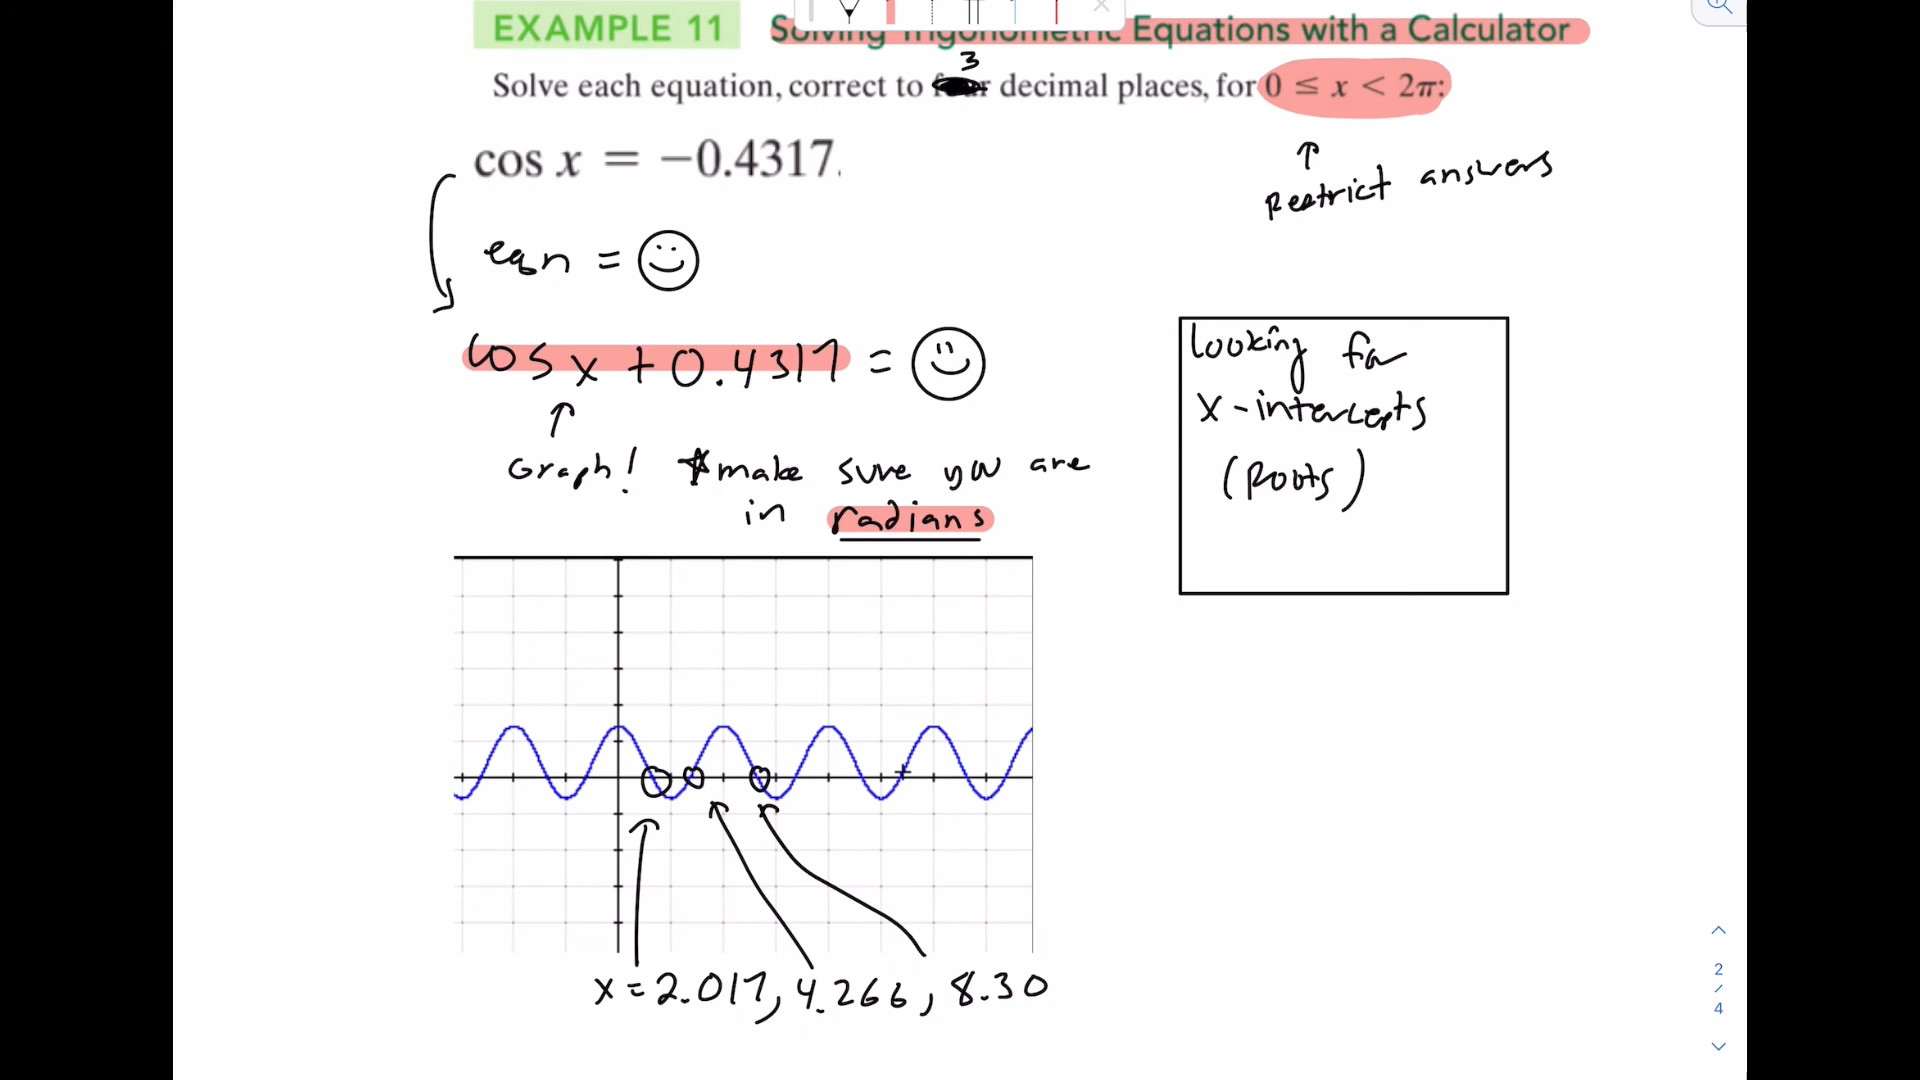 EXAMPLE 11 Solving Trigonometric Equations with a Calculator
3
Solve each equation, correct to decimal places, for 0 ≤ x < 2π:
cos x = −0.4317.
↑
Restrict answers
eqn = ☺
cos x + 0.4317 = ☺
↑
Graph! *make sure you are
in radians
Looking for
x-intercepts
(Roots)
x = 2.017, 4.266, 8.30
2
/
4